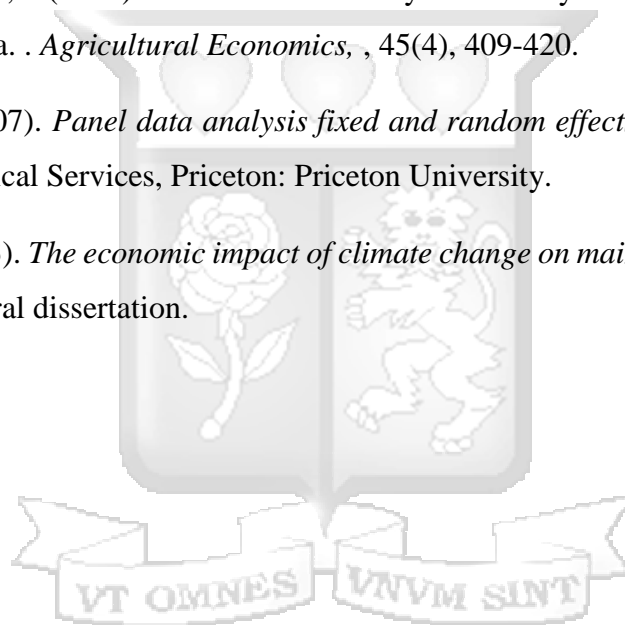 a. . Agricultural Economics, , 45(4), 409-420.
07). Panel data analysis fixed and random effect
ical Services, Priceton: Priceton University.
). The economic impact of climate change on mai
ral dissertation.
VT OMNES VNVM SINT